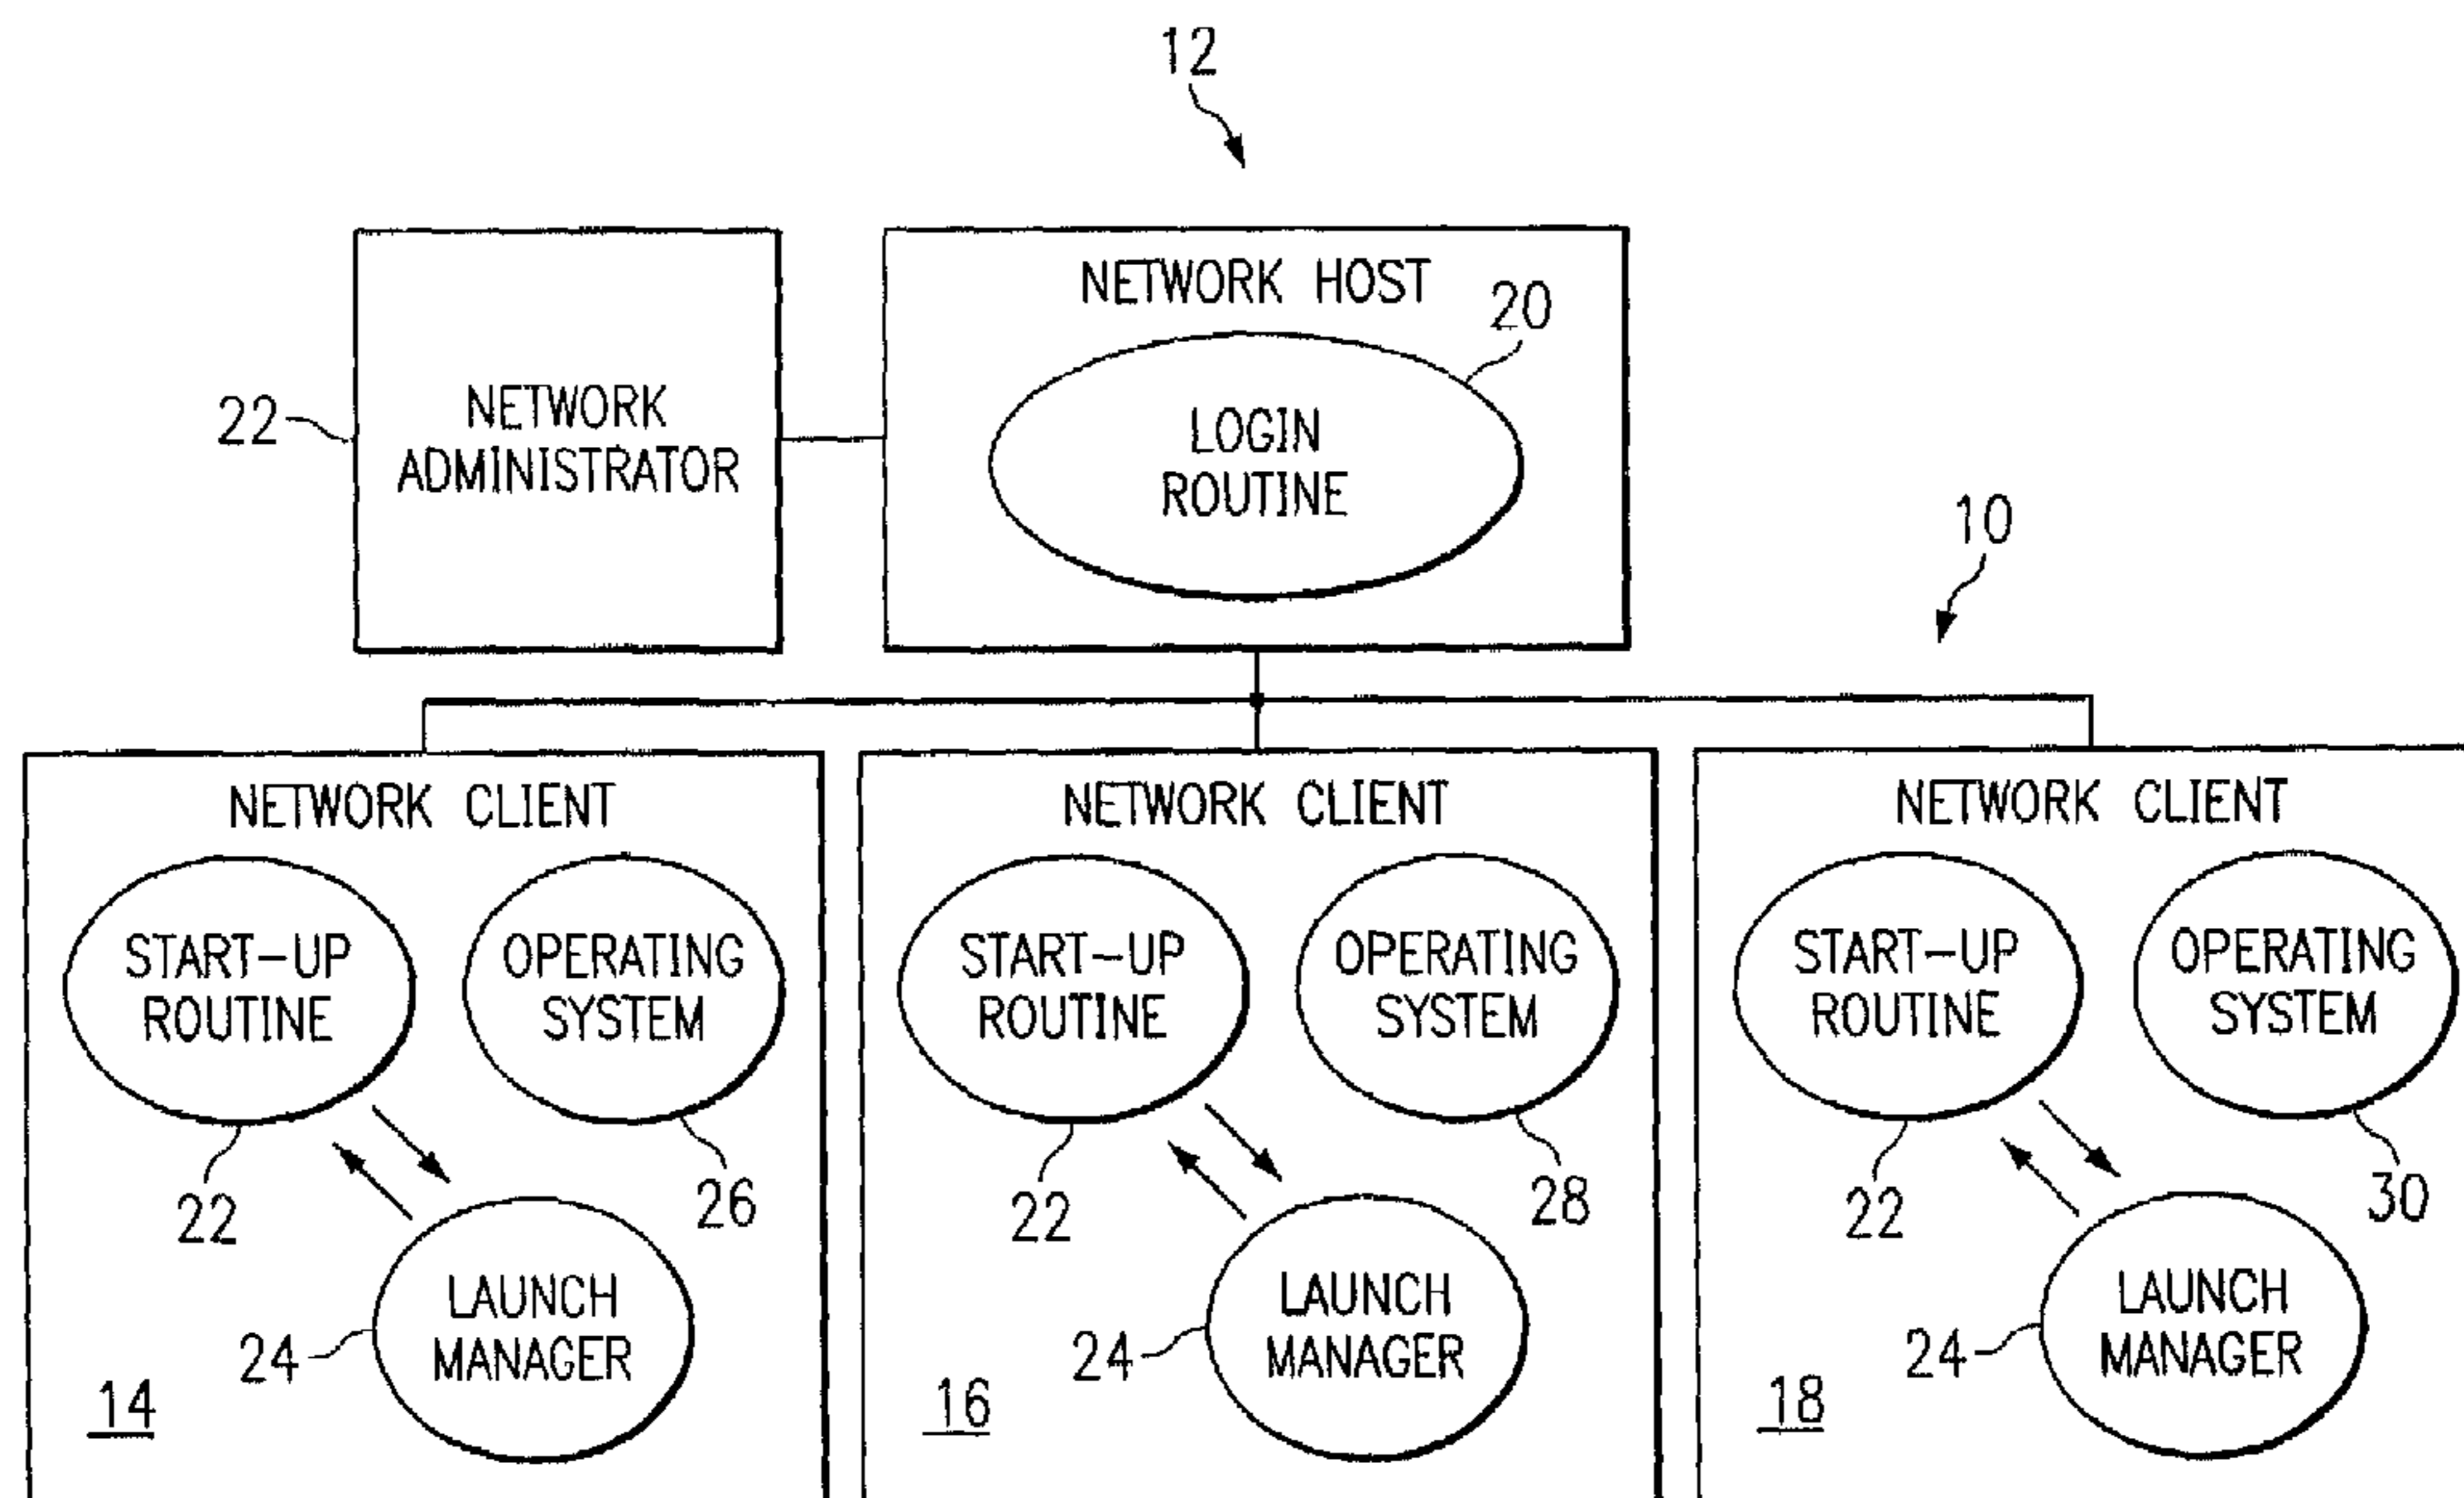 12
NETWORK HOST
20
NETWORK
ADMINISTRATOR
22
LOGIN
ROUTINE
10
NETWORK CLIENT
START-UP
ROUTINE
OPERATING
SYSTEM
22
26
LAUNCH
MANAGER
24
14
NETWORK CLIENT
START-UP
ROUTINE
OPERATING
SYSTEM
22
28
LAUNCH
MANAGER
24
16
NETWORK CLIENT
START-UP
ROUTINE
OPERATING
SYSTEM
22
30
LAUNCH
MANAGER
24
18